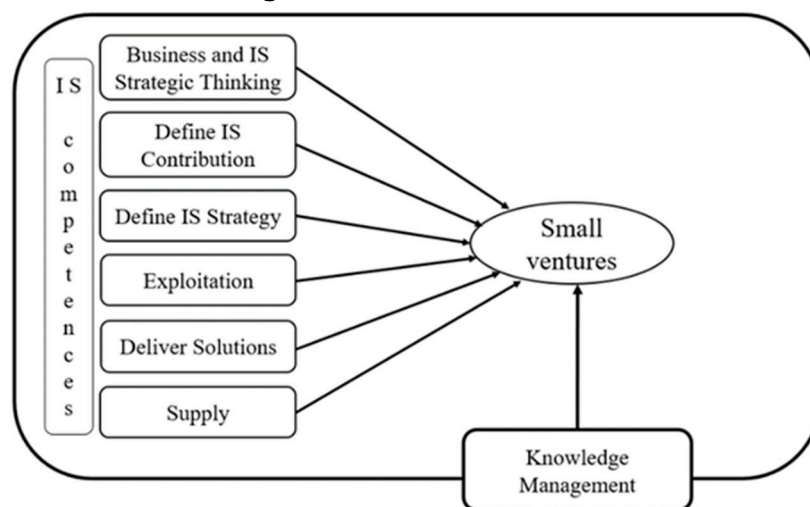 I S competences
Business and IS
Strategic Thinking
Define IS
Contribution
Define IS Strategy
Exploitation
Deliver Solutions
Supply
Small
ventures
Knowledge
Management